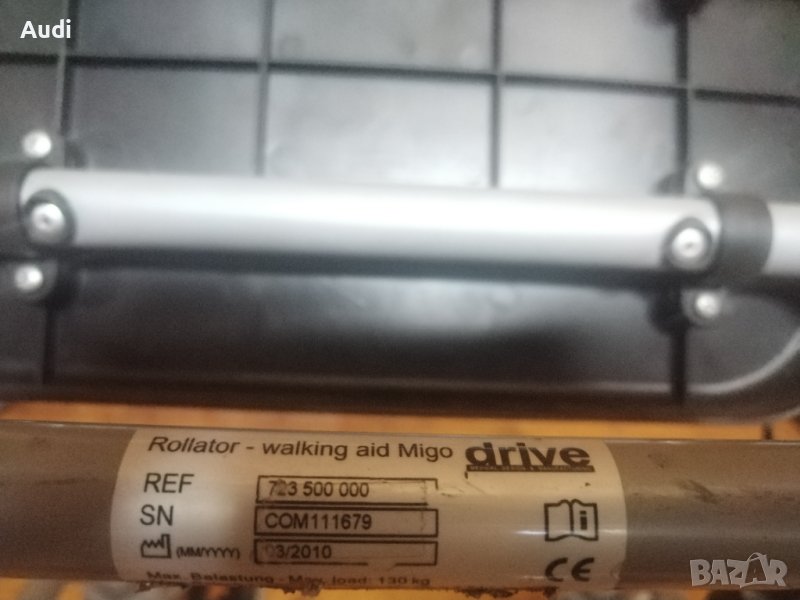 Audi
Rollator - walking aid Migo drive
REF 723 500 000
SN COM111679
(MM/YYYY) 03/2010
Max. Belastung - Max. load: 130 kg
CE
BAZAR